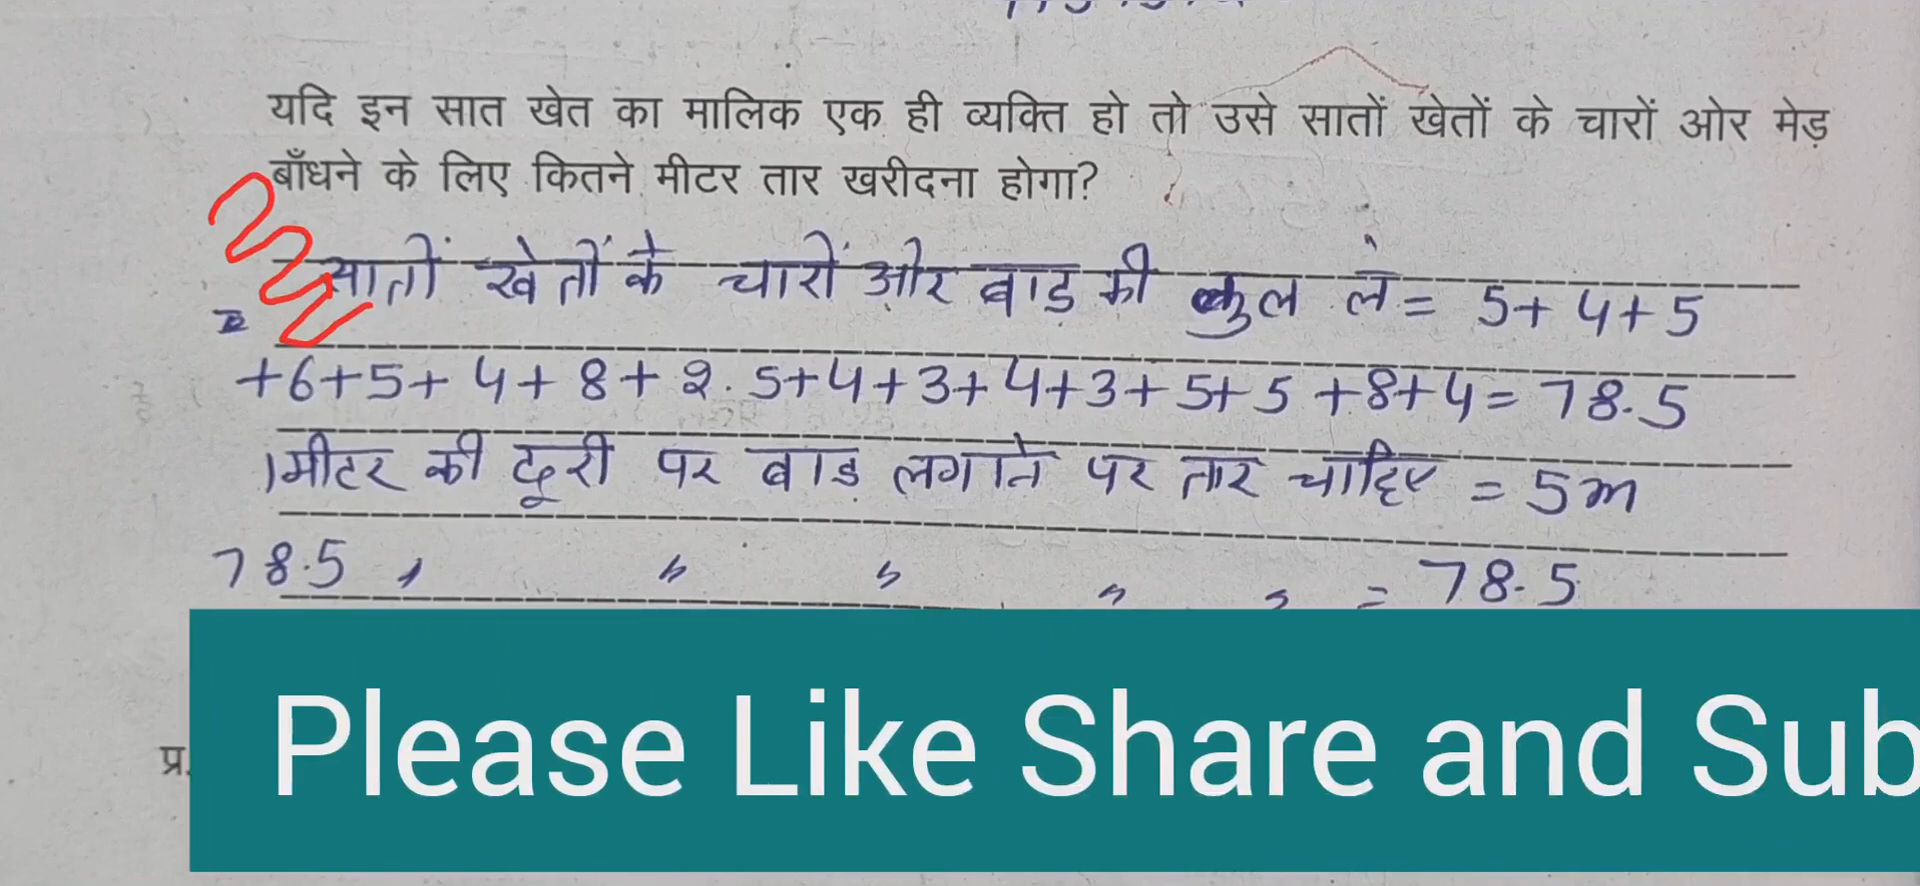 यदि इन सात खेत का मालिक एक ही व्यक्ति हो तो उसे सातों खेतों के चारों ओर मेड़
बाँधने के लिए कितने मीटर तार खरीदना होगा?
सातों खेतों के चारों ओर बाड़ की कुल लं = 5+4+5
+6+5+4+8+2.5+4+3+4+3+5+5+8+4=78.5
1मीटर की दूरी पर बाड़ लगाने पर तार चाहिए = 5m
78.5 〃 〃 〃 〃 〃 = 78.5
प्र.
Please Like Share and Sub